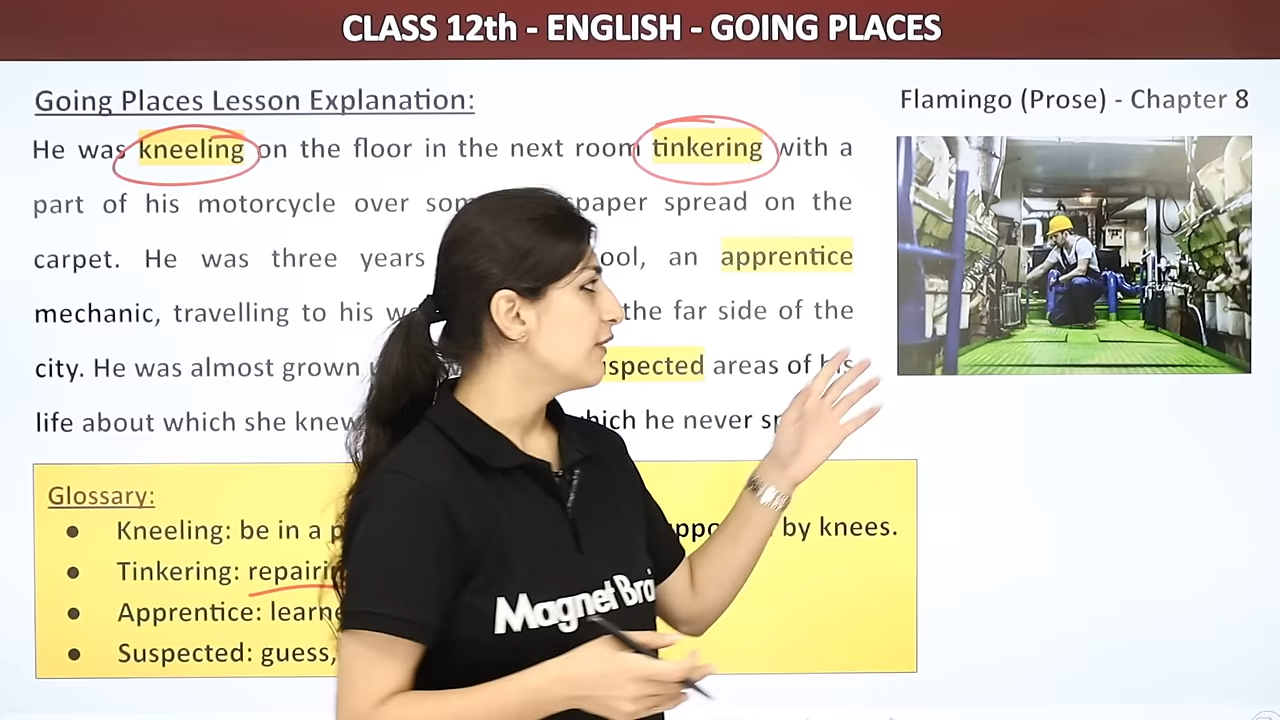 CLASS 12th - ENGLISH - GOING PLACES
Going Places Lesson Explanation:
Flamingo (Prose) - Chapter 8
He was kneeling on the floor in the next room tinkering with a
part of his motorcycle over spaper spread on the
carpet. He was three years ool, an apprentice
mechanic, travelling to his the far side of the
city. He was almost grown spected areas of his
life about which she knew hich he never
Glossary:
Kneeling: be in a by knees.
Tinkering:
Apprentice:
Suspected: guess,
Magnet Bra